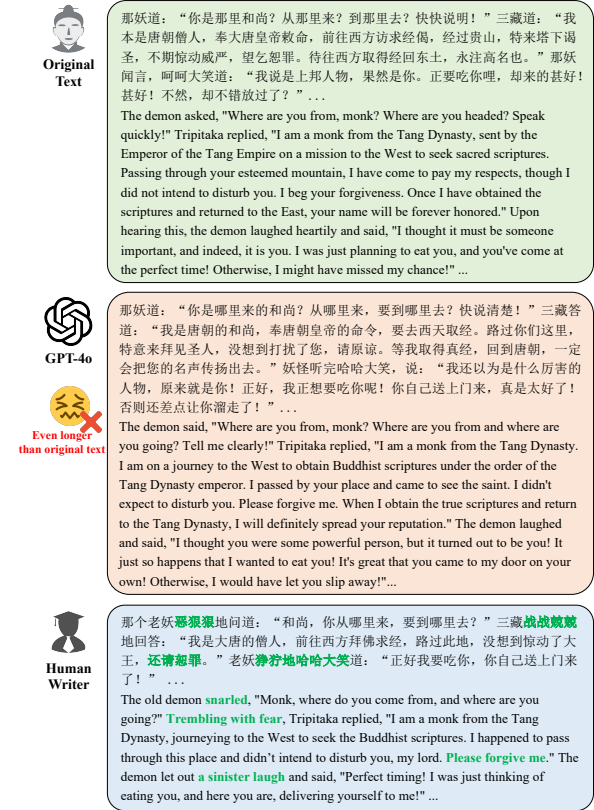 Original
Text
那妖道：“你是那里和尚？从那里来？到那里去？快快说明！”三藏道：“我
本是唐朝僧人，奉大唐皇帝敕命，前往西方访求经偈，经过贵山，特来塔下谒
圣，不期惊动威严，望乞恕罪。待往西方取得经回东土，永注高名也。”那妖
闻言，呵呵大笑道：“我说是上邦人物，果然是你。正要吃你哩，却来的甚好！
甚好！不然，却不错放过了？”...
The demon asked, "Where are you from, monk? Where are you headed? Speak
quickly!" Tripitaka replied, "I am a monk from the Tang Dynasty, sent by the
Emperor of the Tang Empire on a mission to the West to seek sacred scriptures.
Passing through your esteemed mountain, I have come to pay my respects, though I
did not intend to disturb you. I beg your forgiveness. Once I have obtained the
scriptures and returned to the East, your name will be forever honored." Upon
hearing this, the demon laughed heartily and said, "I thought it must be someone
important, and indeed, it is you. I was just planning to eat you, and you've come at
the perfect time! Otherwise, I might have missed my chance!" ...
GPT-4o
Even longer
than original text
那妖道：“你是哪里来的和尚？从哪里来，要到哪里去？快说清楚！”三藏答
道：“我是唐朝的和尚，奉唐朝皇帝的命令，要去西天取经。路过你们这里，
特意来拜见圣人，没想到打扰了您，请原谅。等我取得真经，回到唐朝，一定
会把您的名声传扬出去。”妖怪听完哈哈大笑，说：“我还以为是什么厉害的
人物，原来就是你！正好，我正想要吃你呢！你自己送上门来，真是太好了！
否则还差点让你溜走了！”...
The demon said, "Where are you from, monk? Where are you from and where are
you going? Tell me clearly!" Tripitaka replied, "I am a monk from the Tang Dynasty.
I am on a journey to the West to obtain Buddhist scriptures under the order of the
Tang Dynasty emperor. I passed by your place and came to see the saint. I didn't
expect to disturb you. Please forgive me. When I obtain the true scriptures and return
to the Tang Dynasty, I will definitely spread your reputation." The demon laughed
and said, "I thought you were some powerful person, but it turned out to be you! It
just so happens that I wanted to eat you! It's great that you came to my door on your
own! Otherwise, I would have let you slip away!"...
Human
Writer
那个老妖恶狠狠地问道：“和尚，你从哪里来，要到哪里去？”三藏战战兢兢
地回答：“我是大唐的僧人，前往西方拜佛求经，路过此地，没想到惊动了大
王，还请恕罪。”老妖狰狞地哈哈大笑道：“正好我要吃你，你自己送上门来
了！” ...
The old demon snarled, "Monk, where do you come from, and where are you
going?" Trembling with fear, Tripitaka replied, "I am a monk from the Tang
Dynasty, journeying to the West to seek the Buddhist scriptures. I happened to pass
through this place and didn't intend to disturb you, my lord. Please forgive me." The
demon let out a sinister laugh and said, "Perfect timing! I was just thinking of
eating you, and here you are, delivering yourself to me!" ...